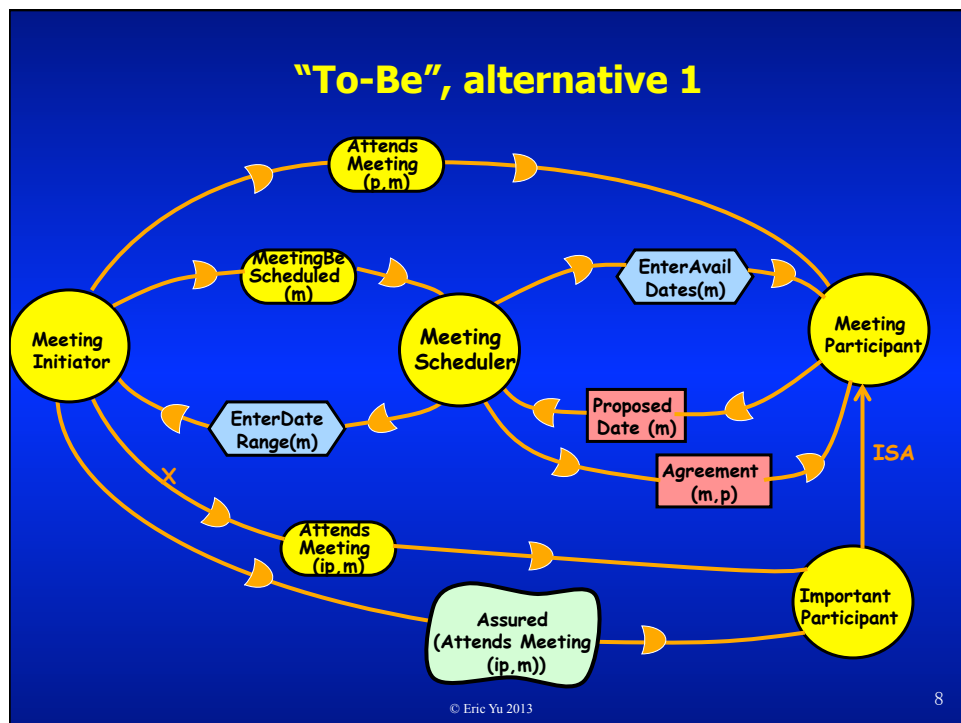 “To-Be”, alternative 1
Attends
Meeting
(p,m)
MeetingBe
Scheduled
(m)
EnterAvail
Dates(m)
Meeting
Initiator
Meeting
Scheduler
Meeting
Participant
EnterDate
Range(m)
Proposed
Date (m)
Agreement
(m,p)
ISA
X
Attends
Meeting
(ip,m)
Important
Participant
Assured
(Attends Meeting
(ip,m))
© Eric Yu 2013
8